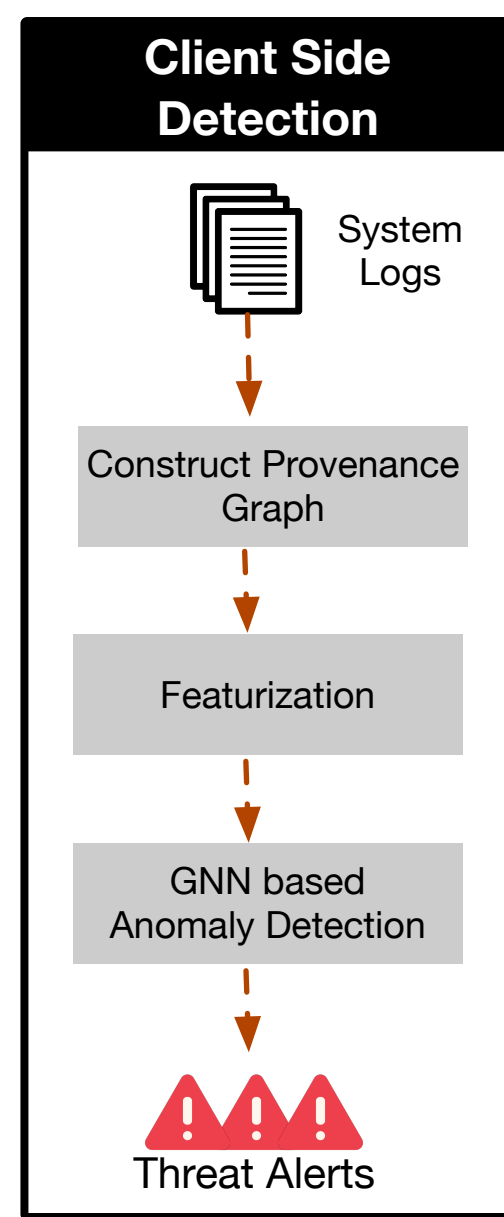 Client Side
Detection
System
Logs
Construct Provenance
Graph
Featurization
GNN based
Anomaly Detection
Threat Alerts